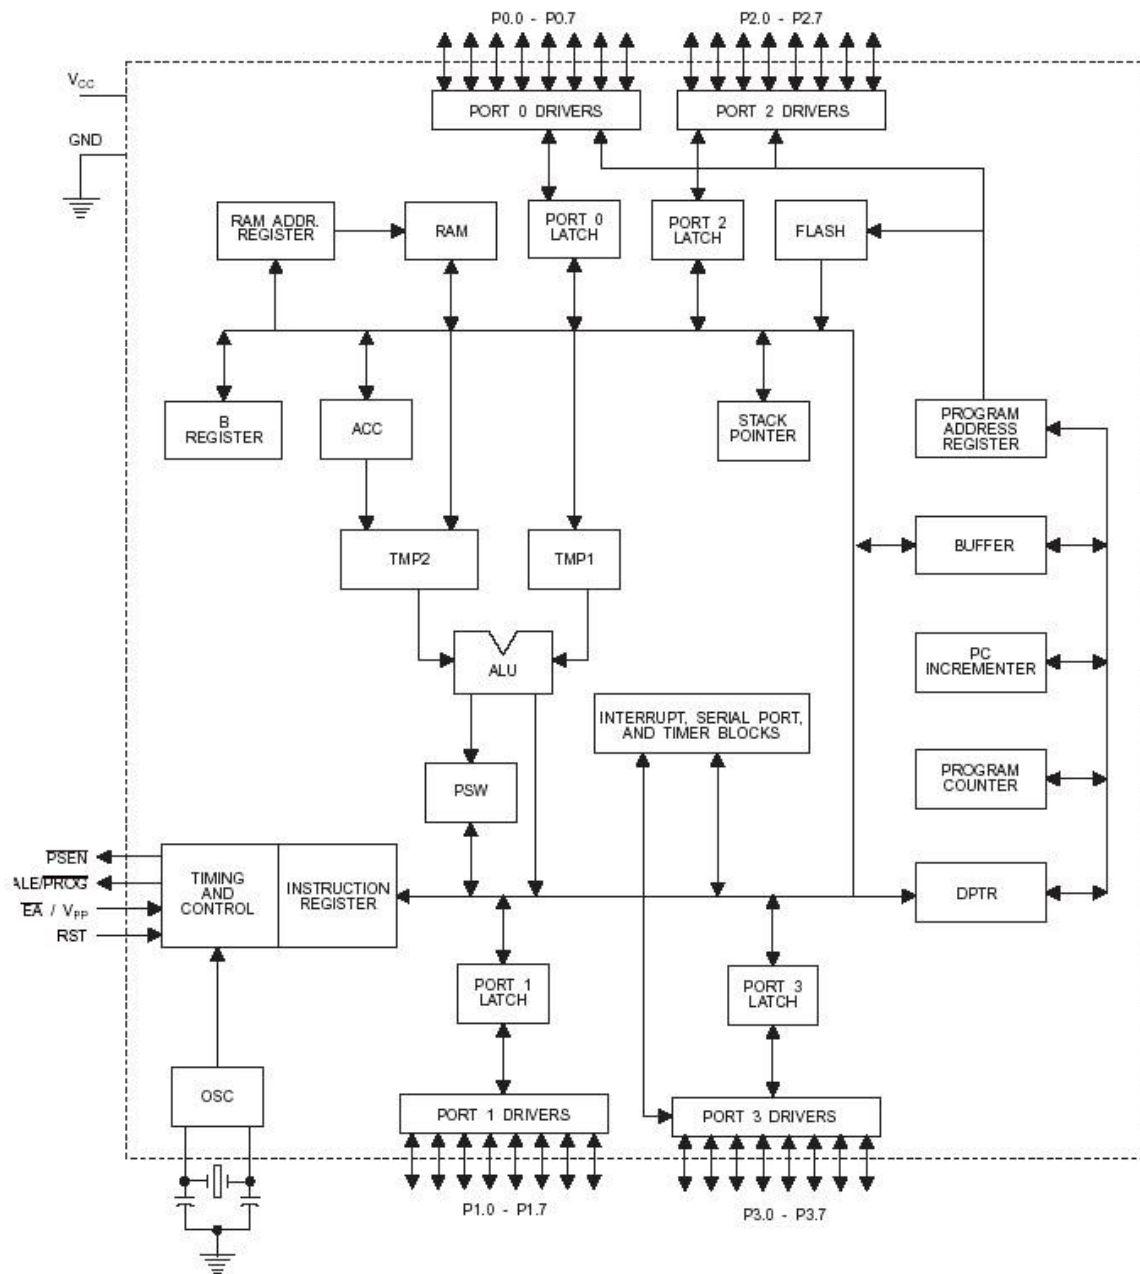 P0.0 - P0.7
P2.0 - P2.7
VCC
GND
PORT 0 DRIVERS
PORT 2 DRIVERS
RAM ADDR.
REGISTER
RAM
PORT 0
LATCH
PORT 2
LATCH
FLASH
B
REGISTER
ACC
STACK
POINTER
PROGRAM
ADDRESS
REGISTER
TMP2
TMP1
BUFFER
ALU
PC
INCREMENTER
INTERRUPT, SERIAL PORT,
AND TIMER BLOCKS
PSW
PROGRAM
COUNTER
PSEN
ALE/PROG
EA / VPP
RST
TIMING
AND
CONTROL
INSTRUCTION
REGISTER
DPTR
PORT 1
LATCH
PORT 3
LATCH
OSC
PORT 1 DRIVERS
PORT 3 DRIVERS
P1.0 - P1.7
P3.0 - P3.7